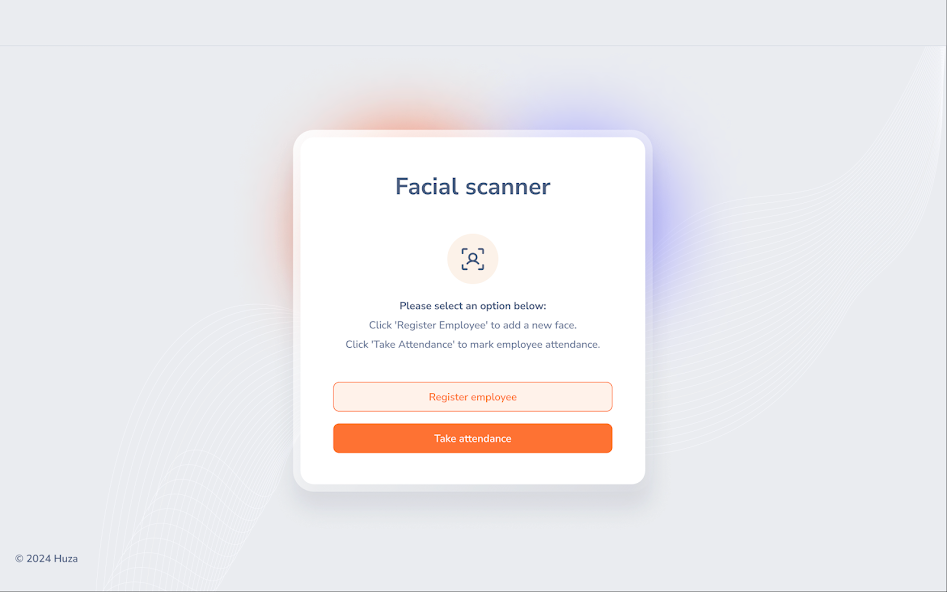 Facial scanner
Please select an option below:
Click 'Register Employee' to add a new face.
Click 'Take Attendance' to mark employee attendance.
Register employee
Take attendance
© 2024 Huza